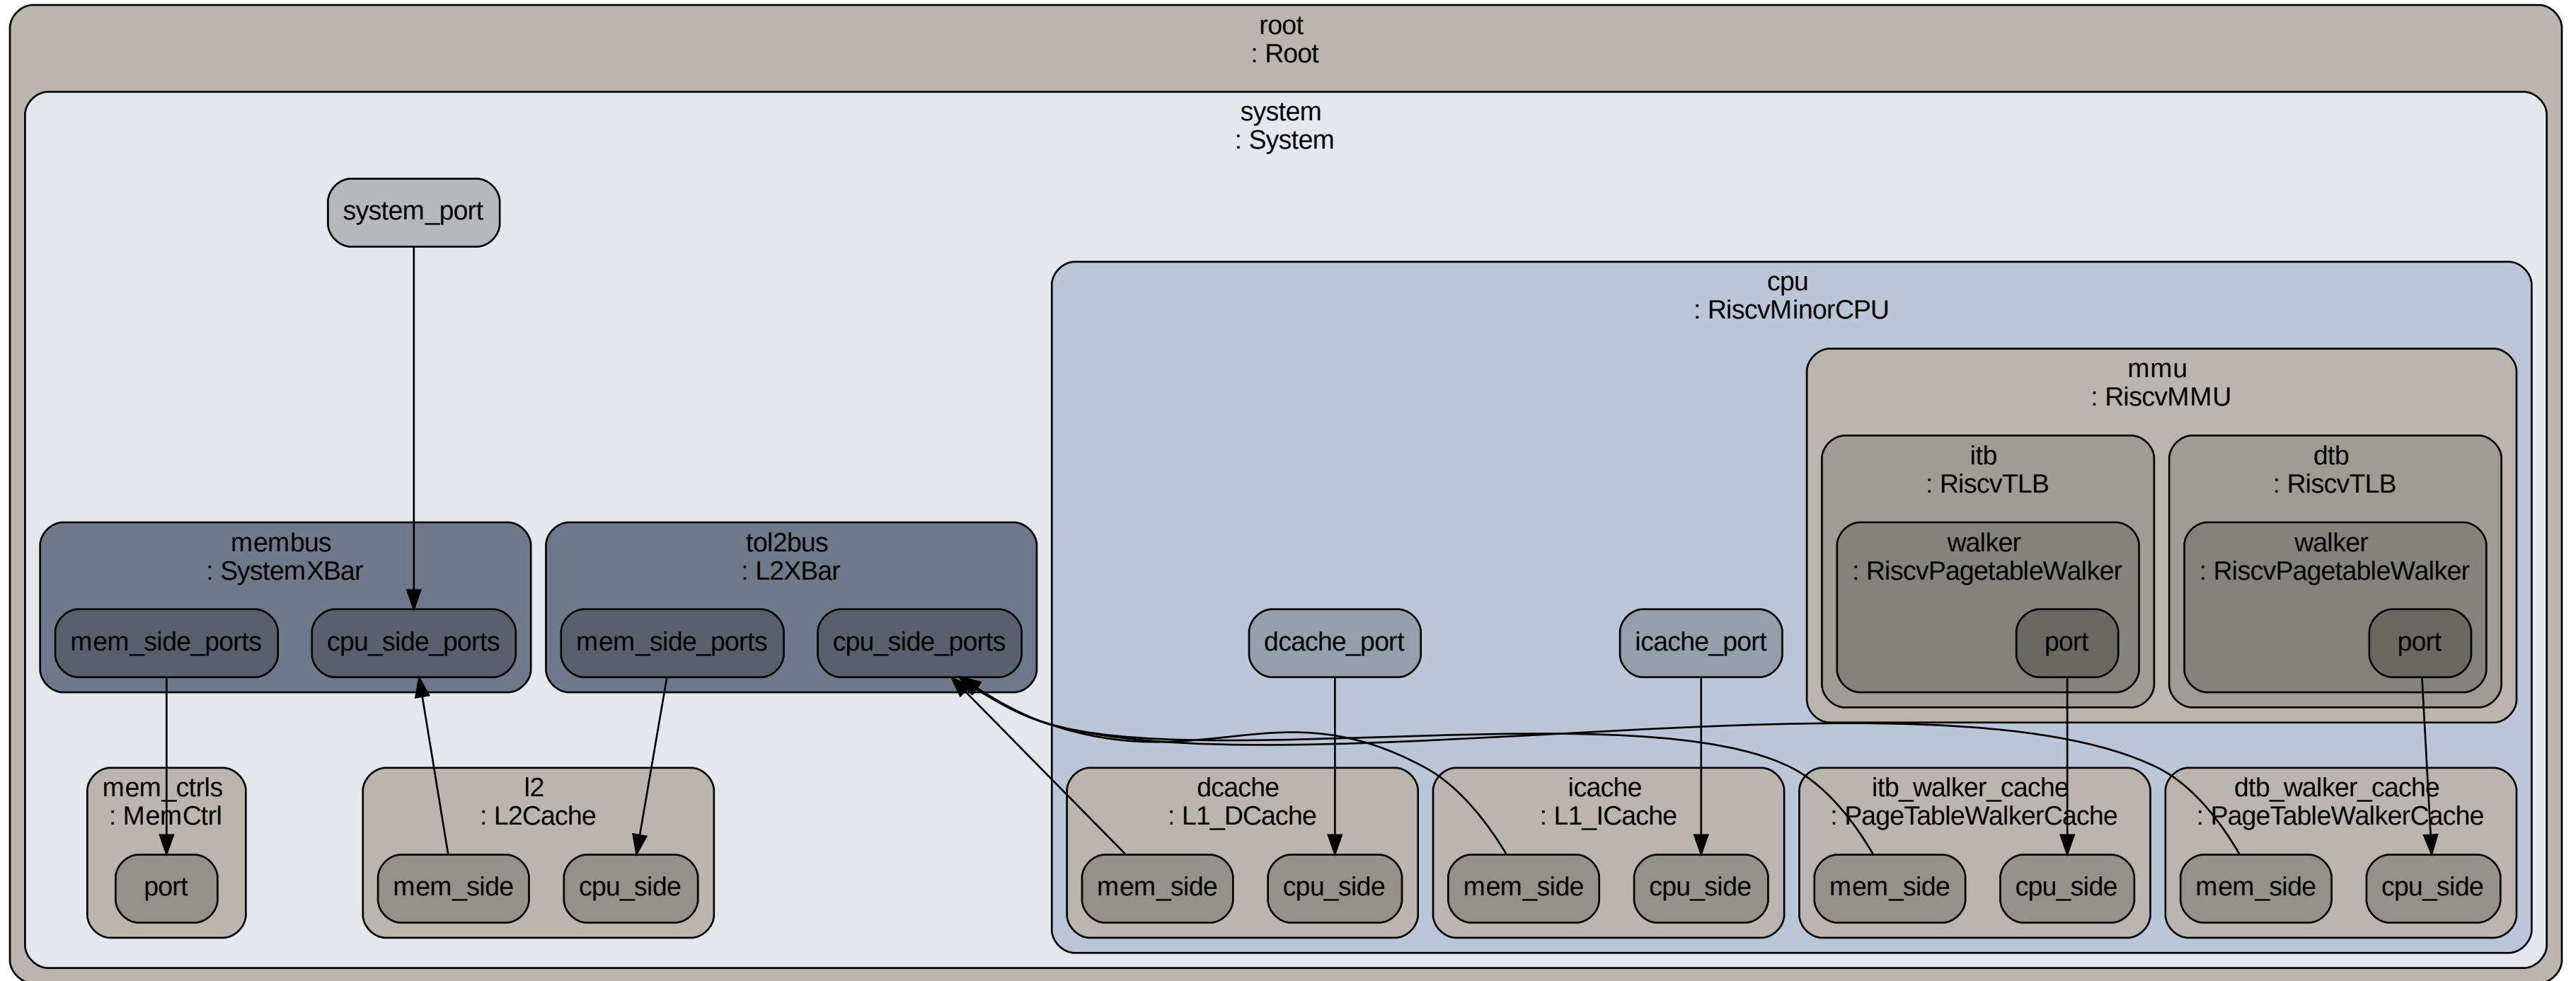 root
: Root
system
: System
system_port
cpu
: RiscvMinorCPU
mmu
: RiscvMMU
itb
: RiscvTLB
dtb
: RiscvTLB
membus
: SystemXBar
tol2bus
: L2XBar
walker
: RiscvPagetableWalker
walker
: RiscvPagetableWalker
mem_side_ports
cpu_side_ports
mem_side_ports
cpu_side_ports
dcache_port
icache_port
port
port
mem_ctrls
: MemCtrl
l2
: L2Cache
dcache
: L1_DCache
icache
: L1_ICache
itb_walker_cache
: PageTableWalkerCache
dtb_walker_cache
: PageTableWalkerCache
port
mem_side
cpu_side
mem_side
cpu_side
mem_side
cpu_side
mem_side
cpu_side
mem_side
cpu_side